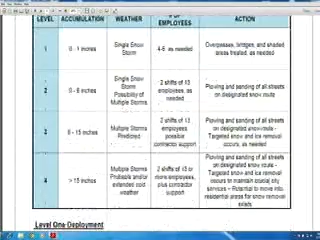 LEVEL ACCUMULATION WEATHER # OF EMPLOYEES ACTION
1 0 - 1 inches Single Snow Storm 4-6 as needed Overpasses, bridges, and shaded areas treated, as needed
2 Single Snow Storm Possibility of Multiple Storms 2 shifts of 13 employees, as needed Plowing and sanding of all streets on designated snow route
3 6 - 15 inches Multiple Storms Predicted 2 shifts of 13 employees possible contractor support Plowing and sanding of all streets on designated snow route - Targeted snow and ice removal occurs, as needed
4 > 15 inches Multiple Storms Probable and/or extended cold weather 2 shifts of 13 or more employees, plus contractor support Plowing and sanding of all streets on designated snow route - Targeted snow and ice removal occurs to maintain crucial city services - Potential to move into residential areas for snow removal exists
Level One Deployment